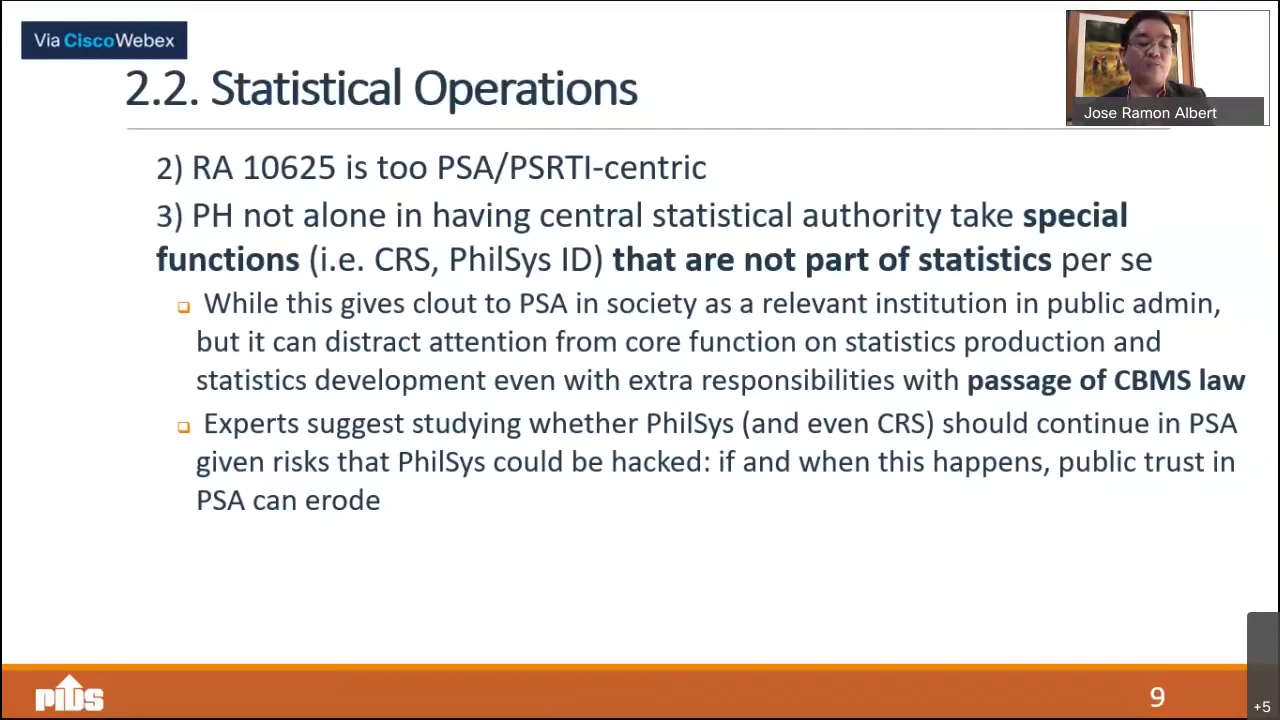 Via CiscoWebex
Jose Ramon Albert
2.2. Statistical Operations
2) RA 10625 is too PSA/PSRTI-centric
3) PH not alone in having central statistical authority take special
functions (i.e. CRS, PhilSys ID) that are not part of statistics per se
While this gives clout to PSA in society as a relevant institution in public admin,
but it can distract attention from core function on statistics production and
statistics development even with extra responsibilities with passage of CBMS law
Experts suggest studying whether PhilSys (and even CRS) should continue in PSA
given risks that PhilSys could be hacked: if and when this happens, public trust in
PSA can erode
pids
9
+5